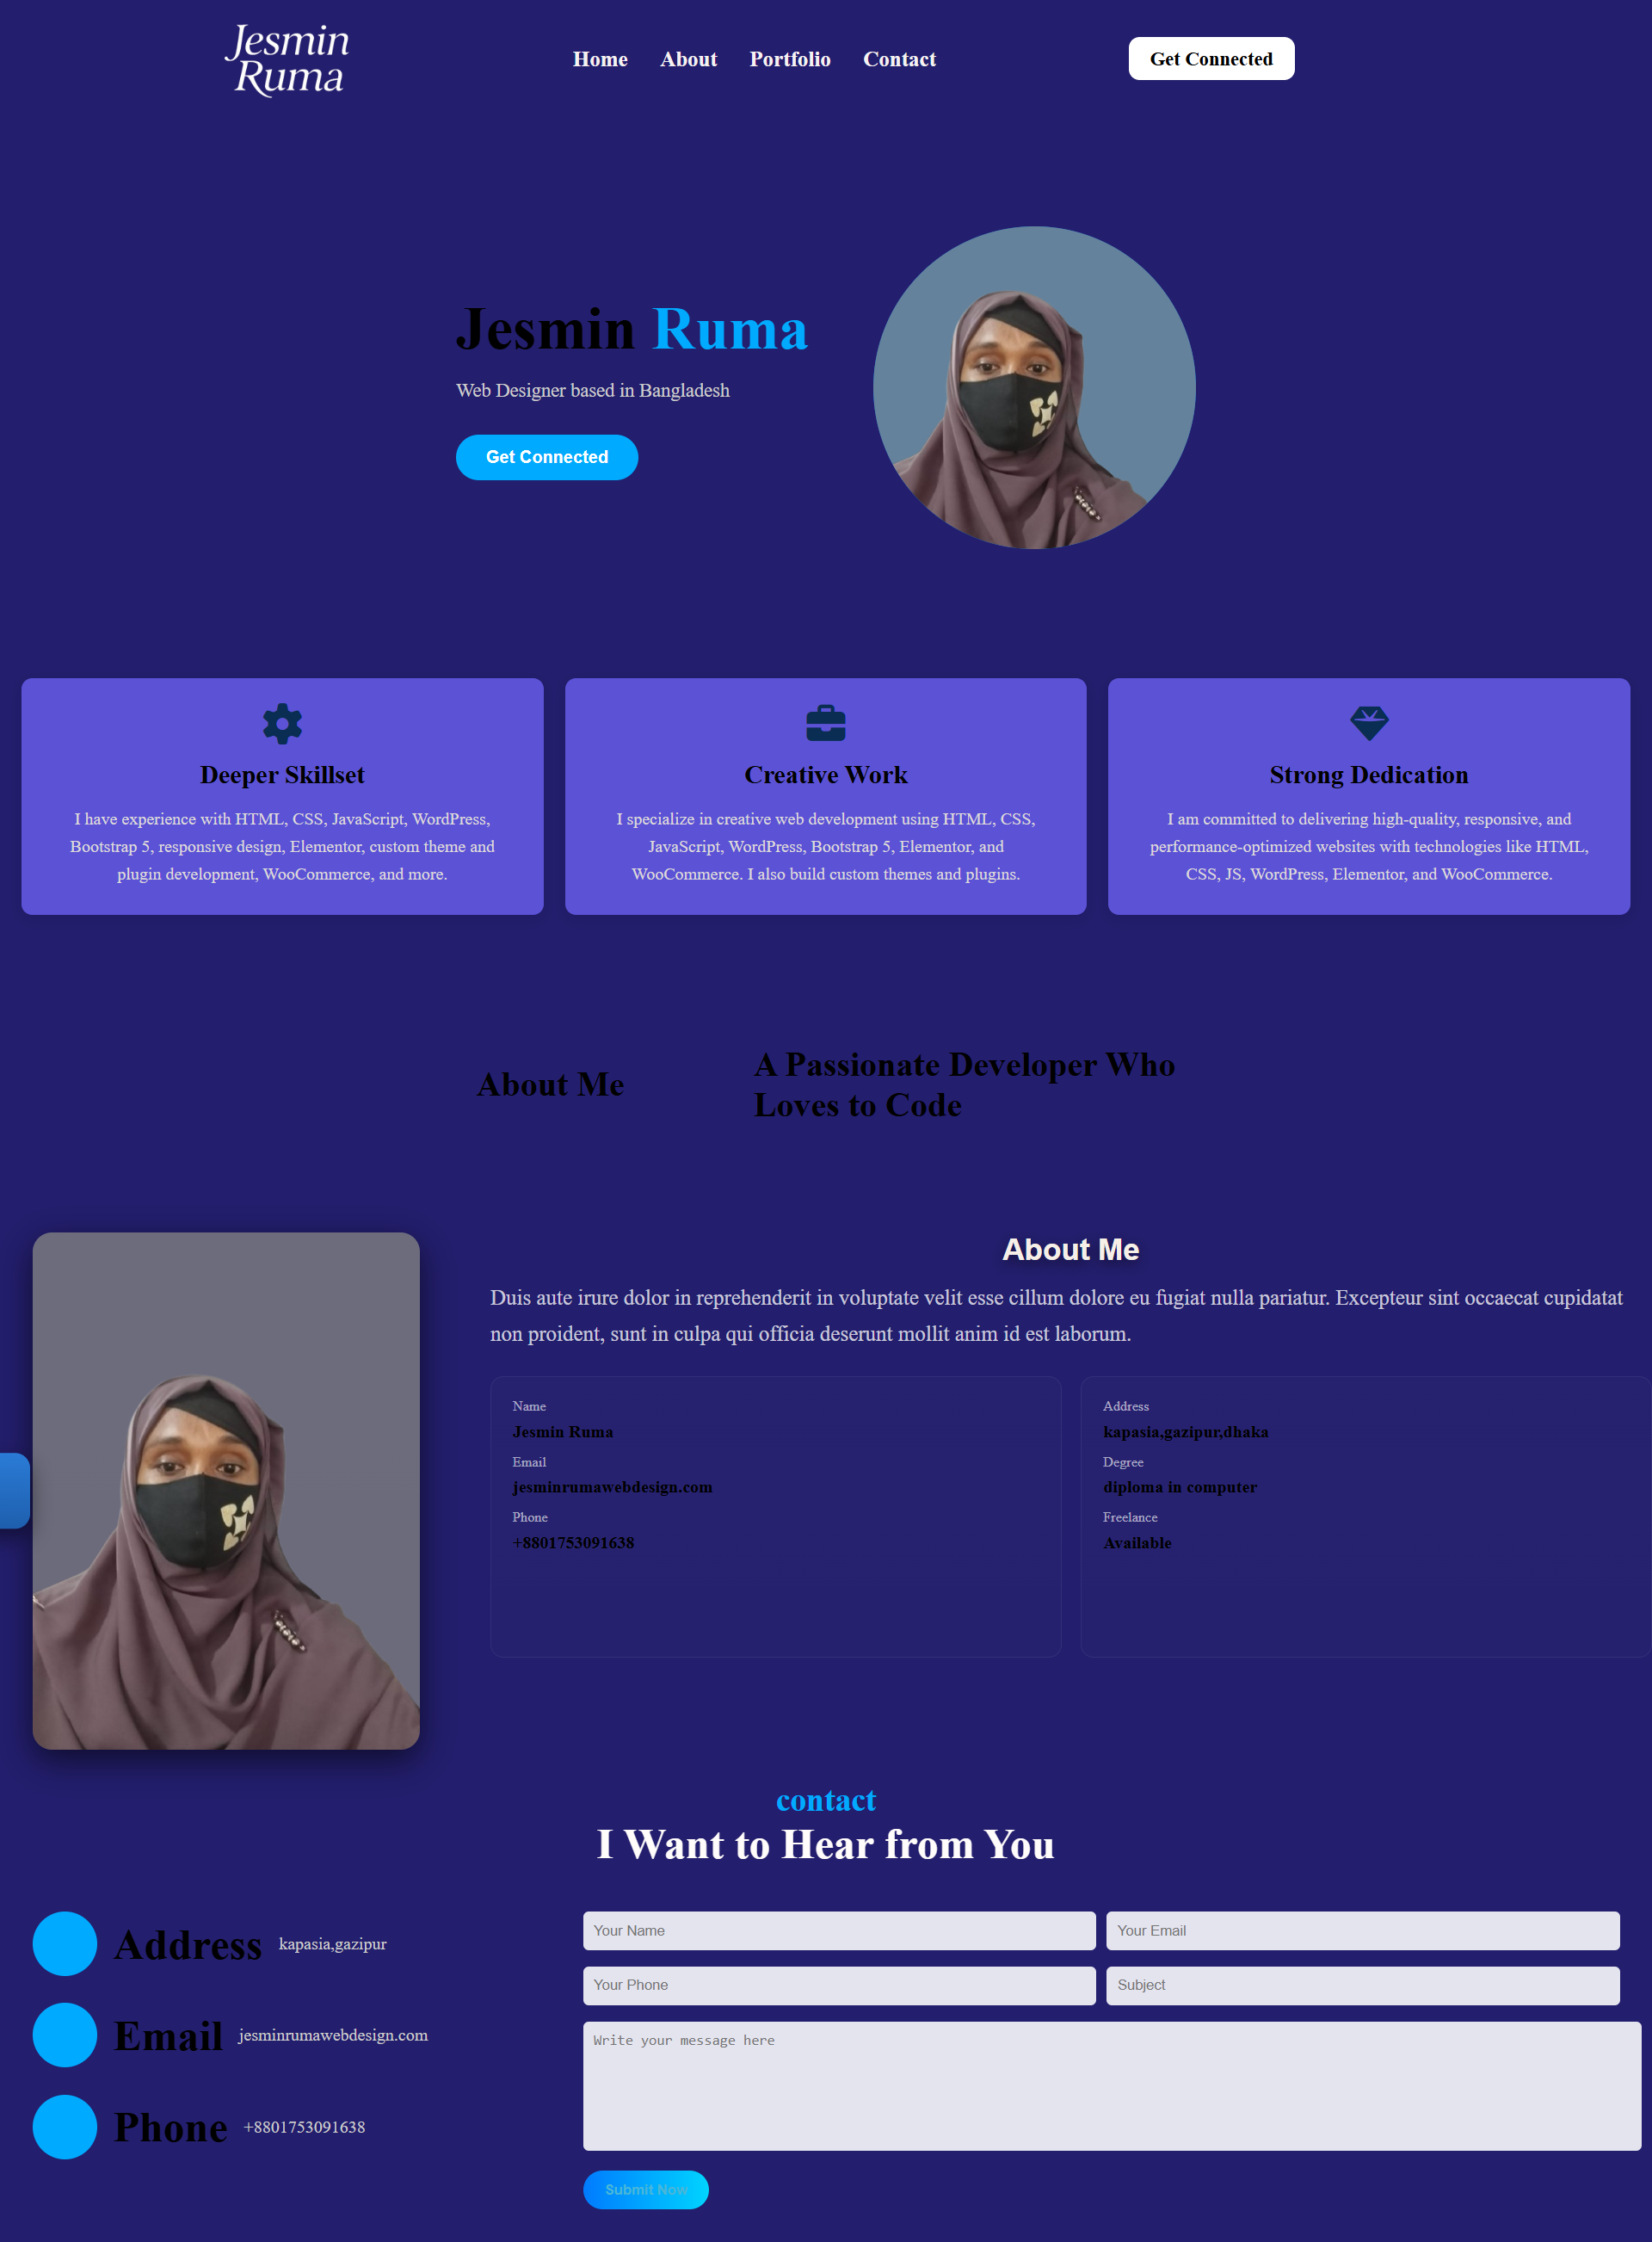 Jesmin
Ruma
Home About Portfolio Contact
Get Connected
Jesmin Ruma
Web Designer based in Bangladesh
Get Connected
Deeper Skillset
I have experience with HTML, CSS, JavaScript, WordPress,
Bootstrap 5, responsive design, Elementor, custom theme and
plugin development, WooCommerce, and more.
Creative Work
I specialize in creative web development using HTML, CSS,
JavaScript, WordPress, Bootstrap 5, Elementor, and
WooCommerce. I also build custom themes and plugins.
Strong Dedication
I am committed to delivering high-quality, responsive, and
performance-optimized websites with technologies like HTML,
CSS, JS, WordPress, Elementor, and WooCommerce.
About Me
A Passionate Developer Who
Loves to Code
About Me
Duis aute irure dolor in reprehenderit in voluptate velit esse cillum dolore eu fugiat nulla pariatur. Excepteur sint occaecat cupidatat
non proident, sunt in culpa qui officia deserunt mollit anim id est laborum.
Name
Jesmin Ruma
Email
jesminrumawebdesign.com
Phone
+8801753091638
Address
kapasia,gazipur,dhaka
Degree
diploma in computer
Freelance
Available
contact
I Want to Hear from You
Address kapasia,gazipur
Email jesminrumawebdesign.com
Phone +8801753091638
Your Name
Your Email
Your Phone
Subject
Write your message here
Submit Now